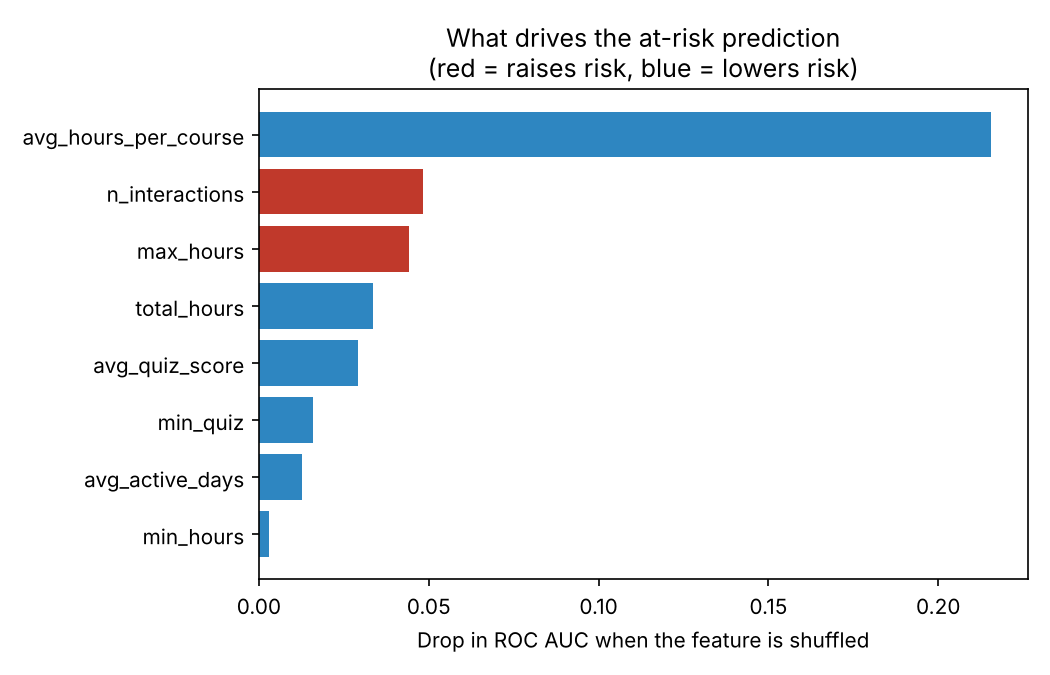 What drives the at-risk prediction
(red = raises risk, blue = lowers risk)
avg_hours_per_course
n_interactions
max_hours
total_hours
avg_quiz_score
min_quiz
avg_active_days
min_hours
0.00 0.05 0.10 0.15 0.20
Drop in ROC AUC when the feature is shuffled